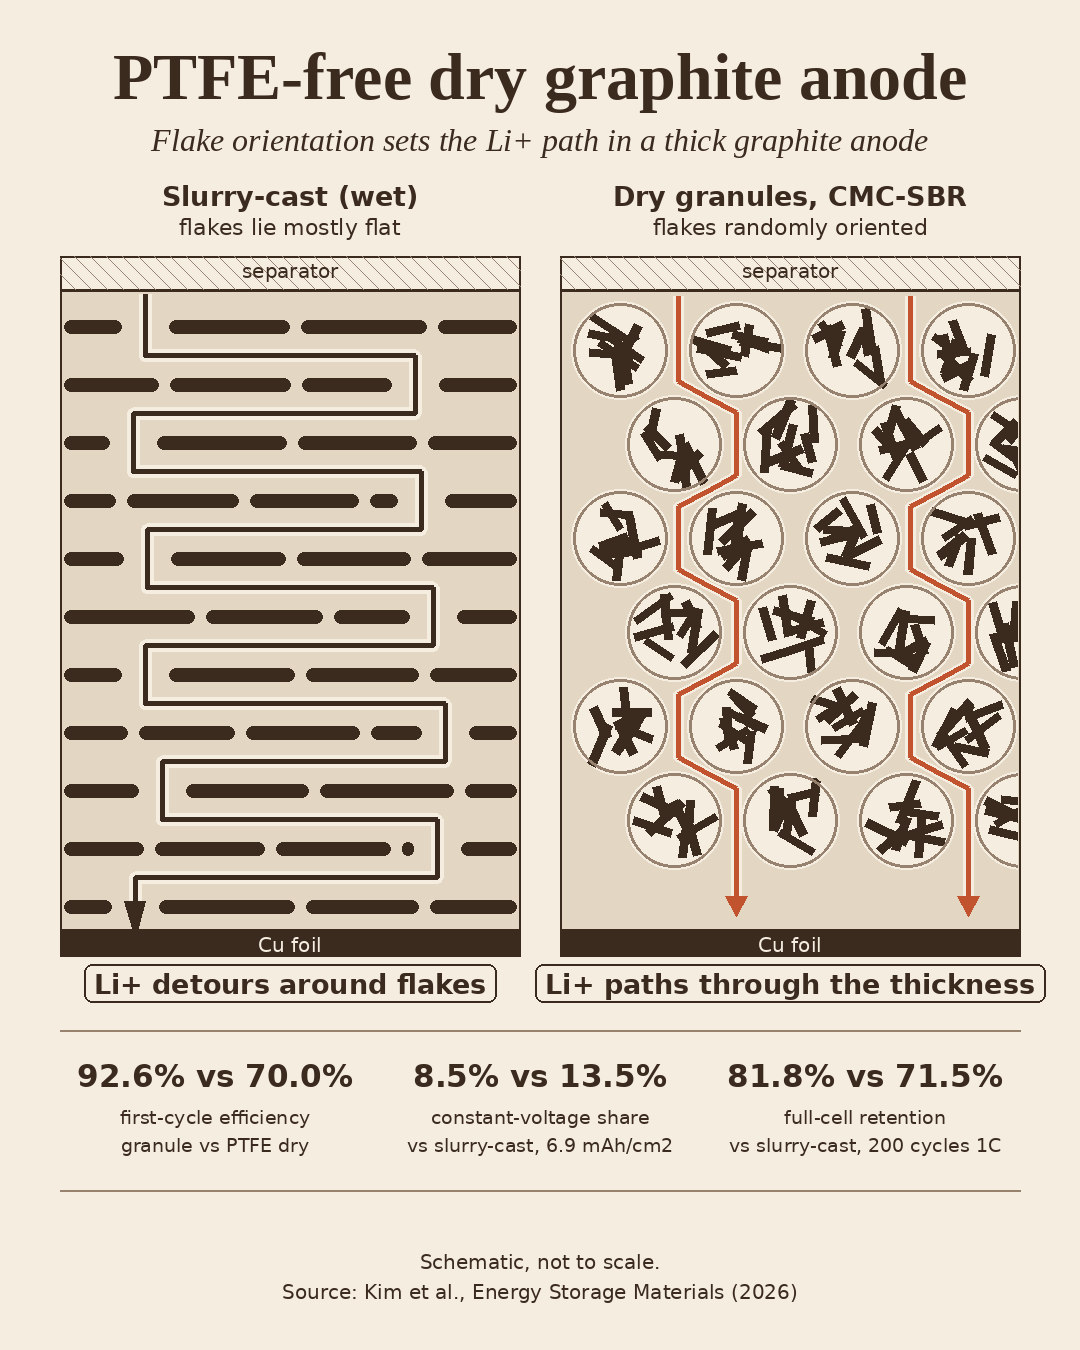 PTFE-free dry graphite anode
Flake orientation sets the Li+ path in a thick graphite anode
Slurry-cast (wet)
flakes lie mostly flat
separator
Cu foil
Li+ detours around flakes
Dry granules, CMC-SBR
flakes randomly oriented
separator
Cu foil
Li+ paths through the thickness
92.6% vs 70.0%
first-cycle efficiency
granule vs PTFE dry
8.5% vs 13.5%
constant-voltage share
vs slurry-cast, 6.9 mAh/cm2
81.8% vs 71.5%
full-cell retention
vs slurry-cast, 200 cycles 1C
Schematic, not to scale.
Source: Kim et al., Energy Storage Materials (2026)